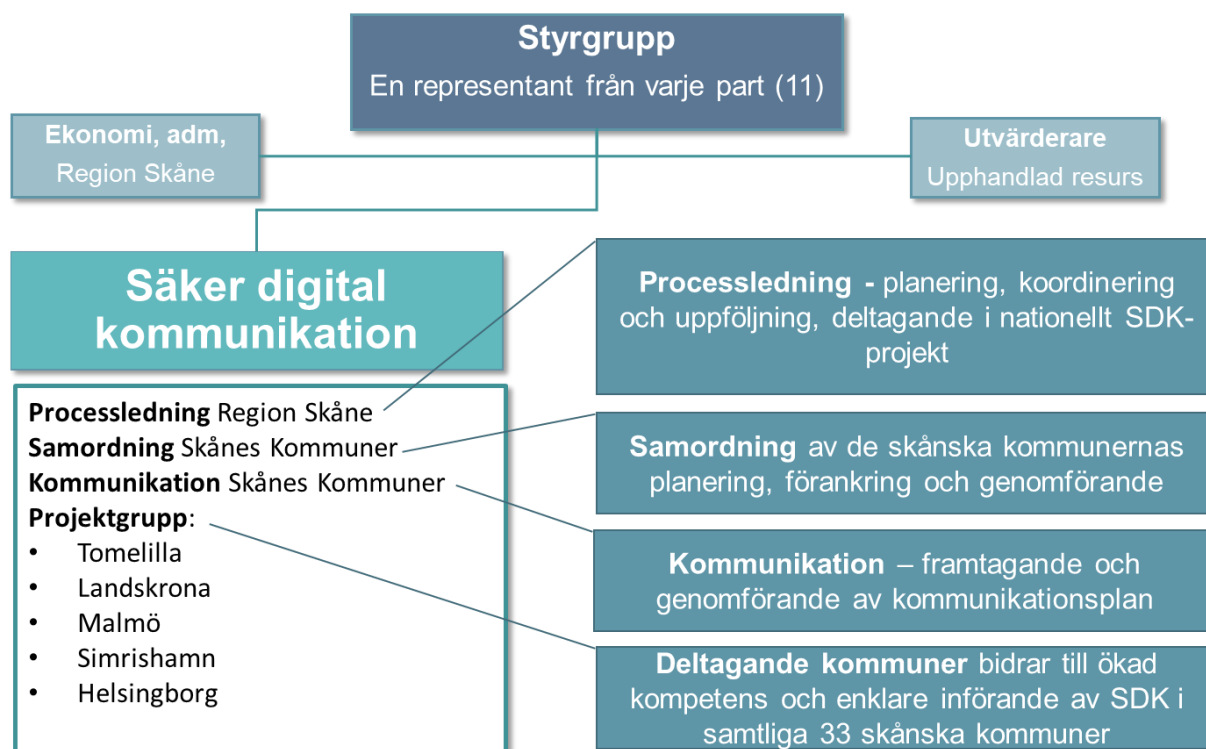 Styrgrupp
En representant från varje part (11)
Ekonomi, adm,
Region Skåne
Utvärderare
Upphandlad resurs
Säker digital
kommunikation
Processledning Region Skåne
Samordning Skånes Kommuner
Kommunikation Skånes Kommuner
Projektgrupp:
• Tomelilla
• Landskrona
• Malmö
• Simrishamn
• Helsingborg
Processledning - planering, koordinering
och uppföljning, deltagande i nationellt SDK-
projekt
Samordning av de skånska kommunernas
planering, förankring och genomförande
Kommunikation – framtagande och
genomförande av kommunikationsplan
Deltagande kommuner bidrar till ökad
kompetens och enklare införande av SDK i
samtliga 33 skånska kommuner